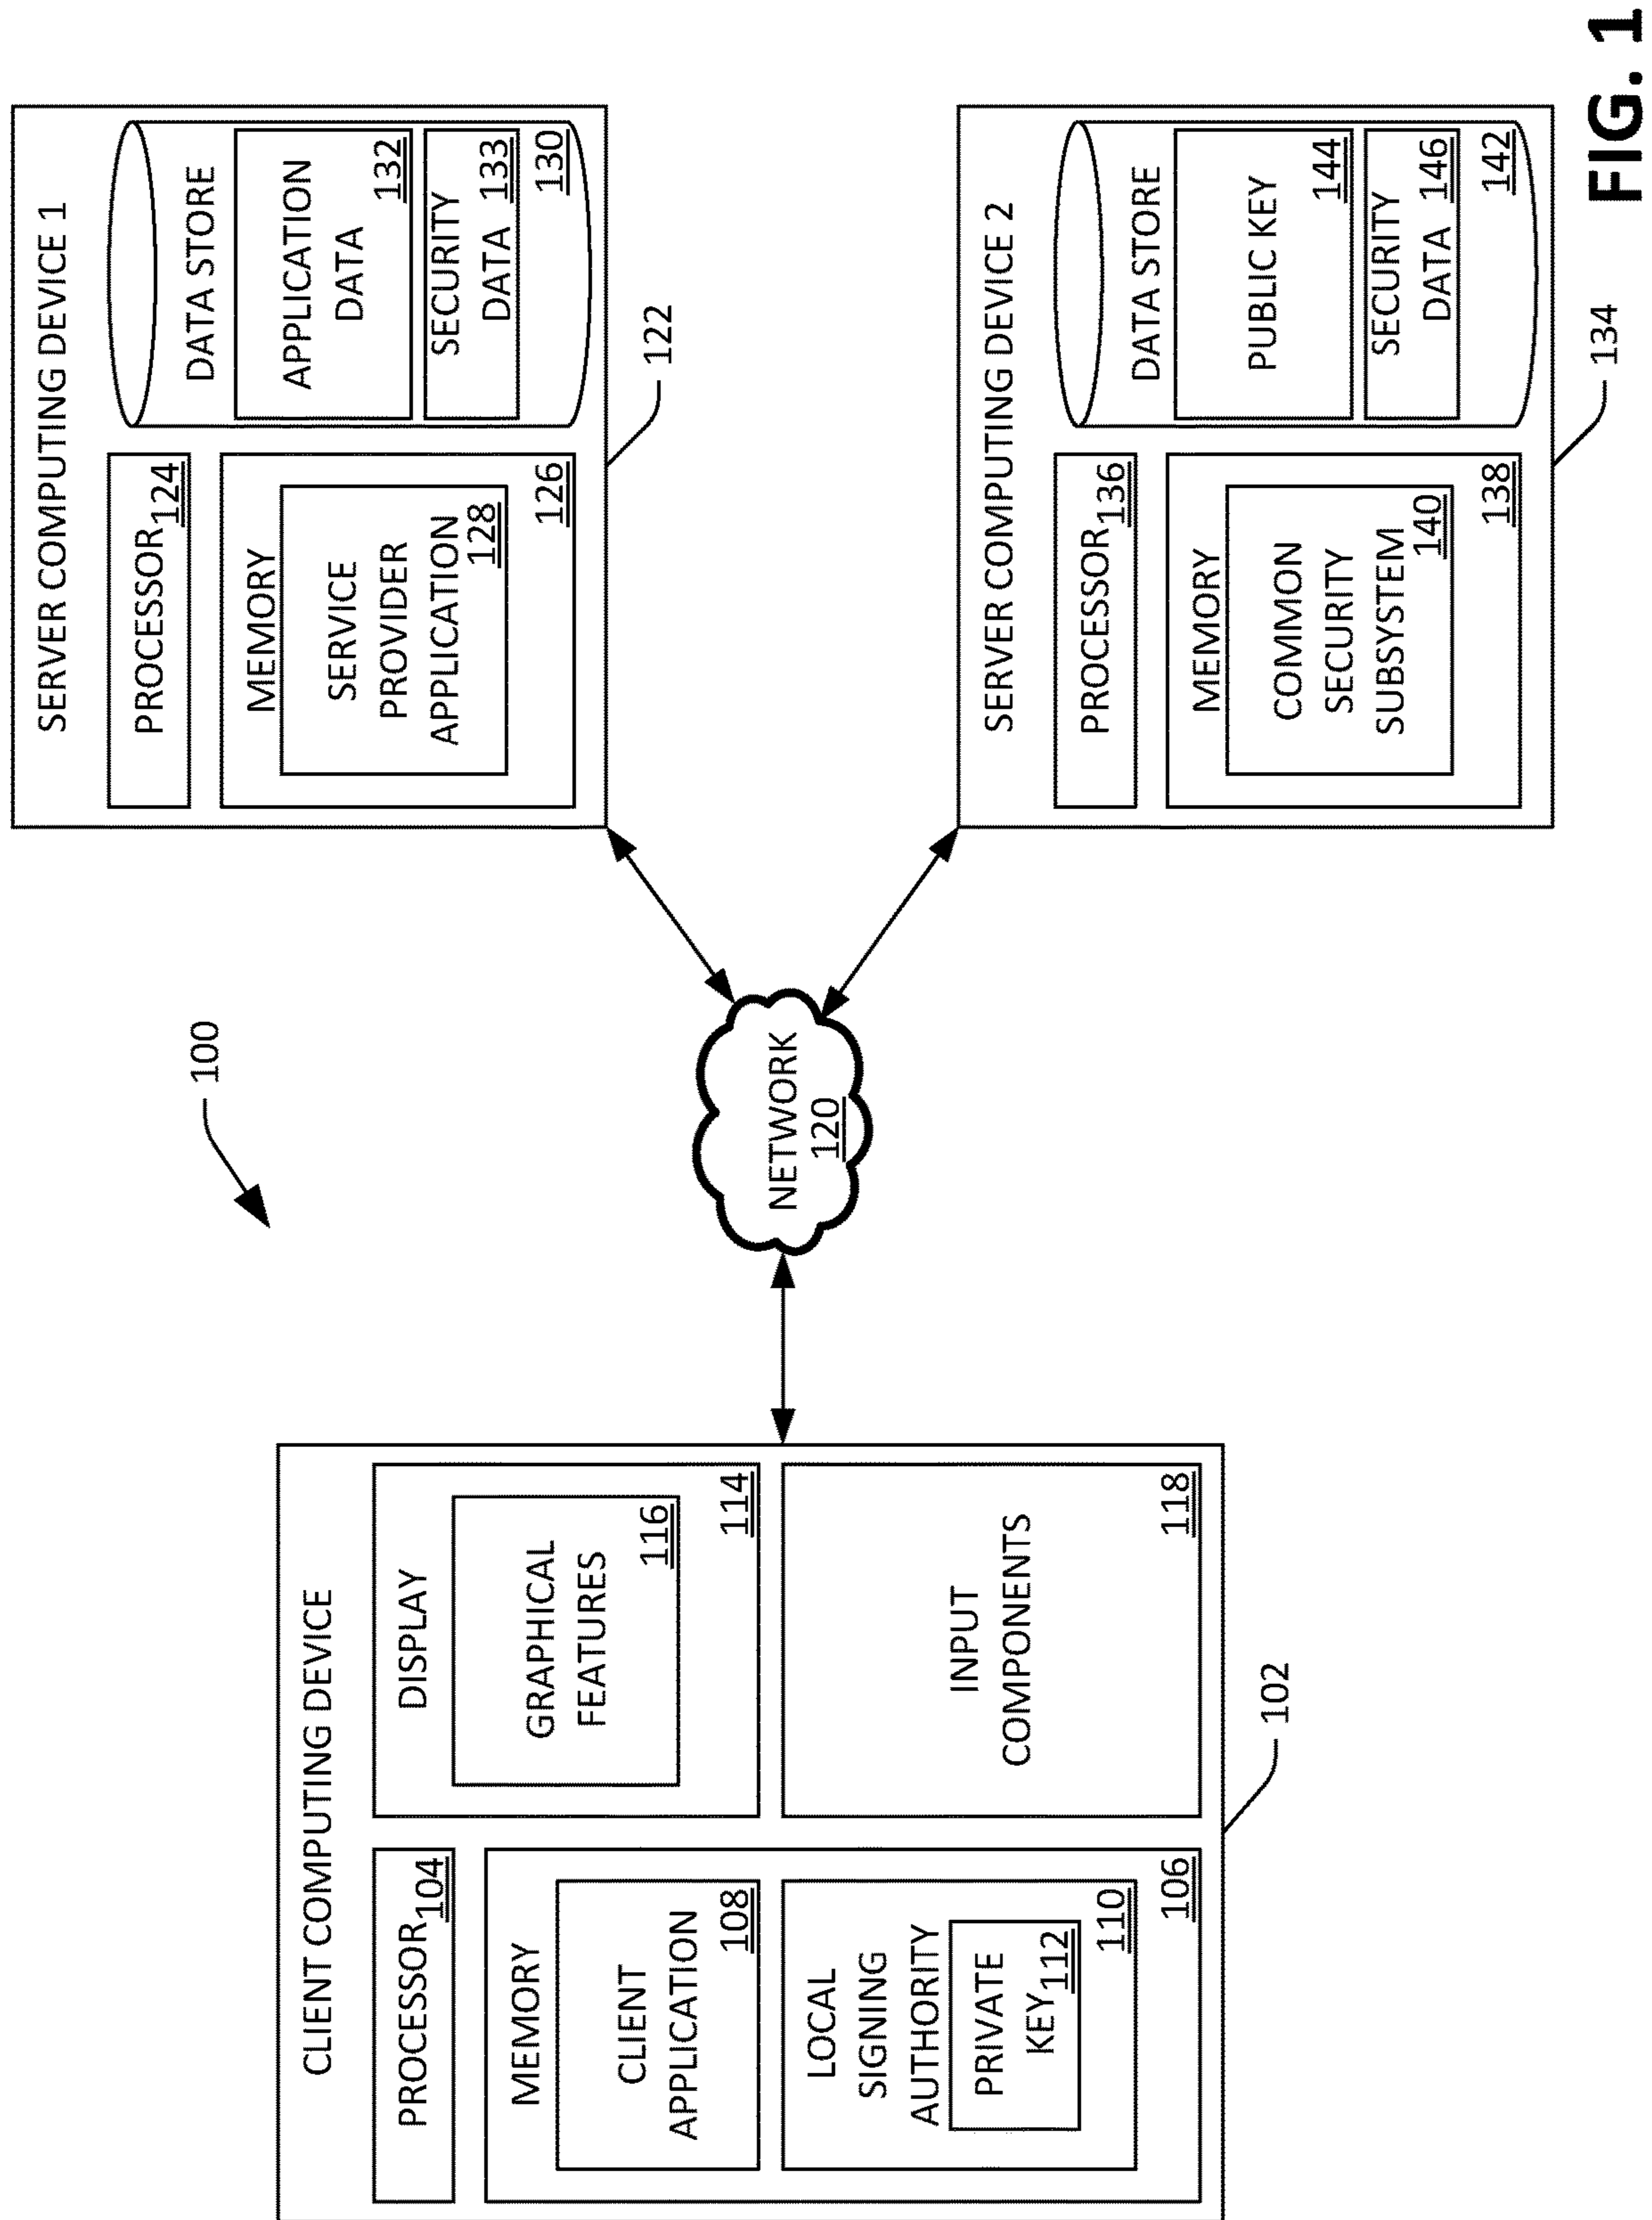 100
CLIENT COMPUTING DEVICE
PROCESSOR
104
MEMORY
CLIENT
APPLICATION
108
LOCAL
SIGNING
AUTHORITY
PRIVATE
KEY
112
110
106
DISPLAY
GRAPHICAL
FEATURES
116
114
INPUT
COMPONENTS
118
102
NETWORK
120
SERVER COMPUTING DEVICE 1
PROCESSOR
124
MEMORY
SERVICE
PROVIDER
APPLICATION
128
126
DATA STORE
APPLICATION
DATA
132
SECURITY
DATA 133
130
122
SERVER COMPUTING DEVICE 2
PROCESSOR
136
MEMORY
COMMON
SECURITY
SUBSYSTEM
140
138
DATA STORE
PUBLIC KEY
144
SECURITY
DATA 146
142
134
FIG. 1